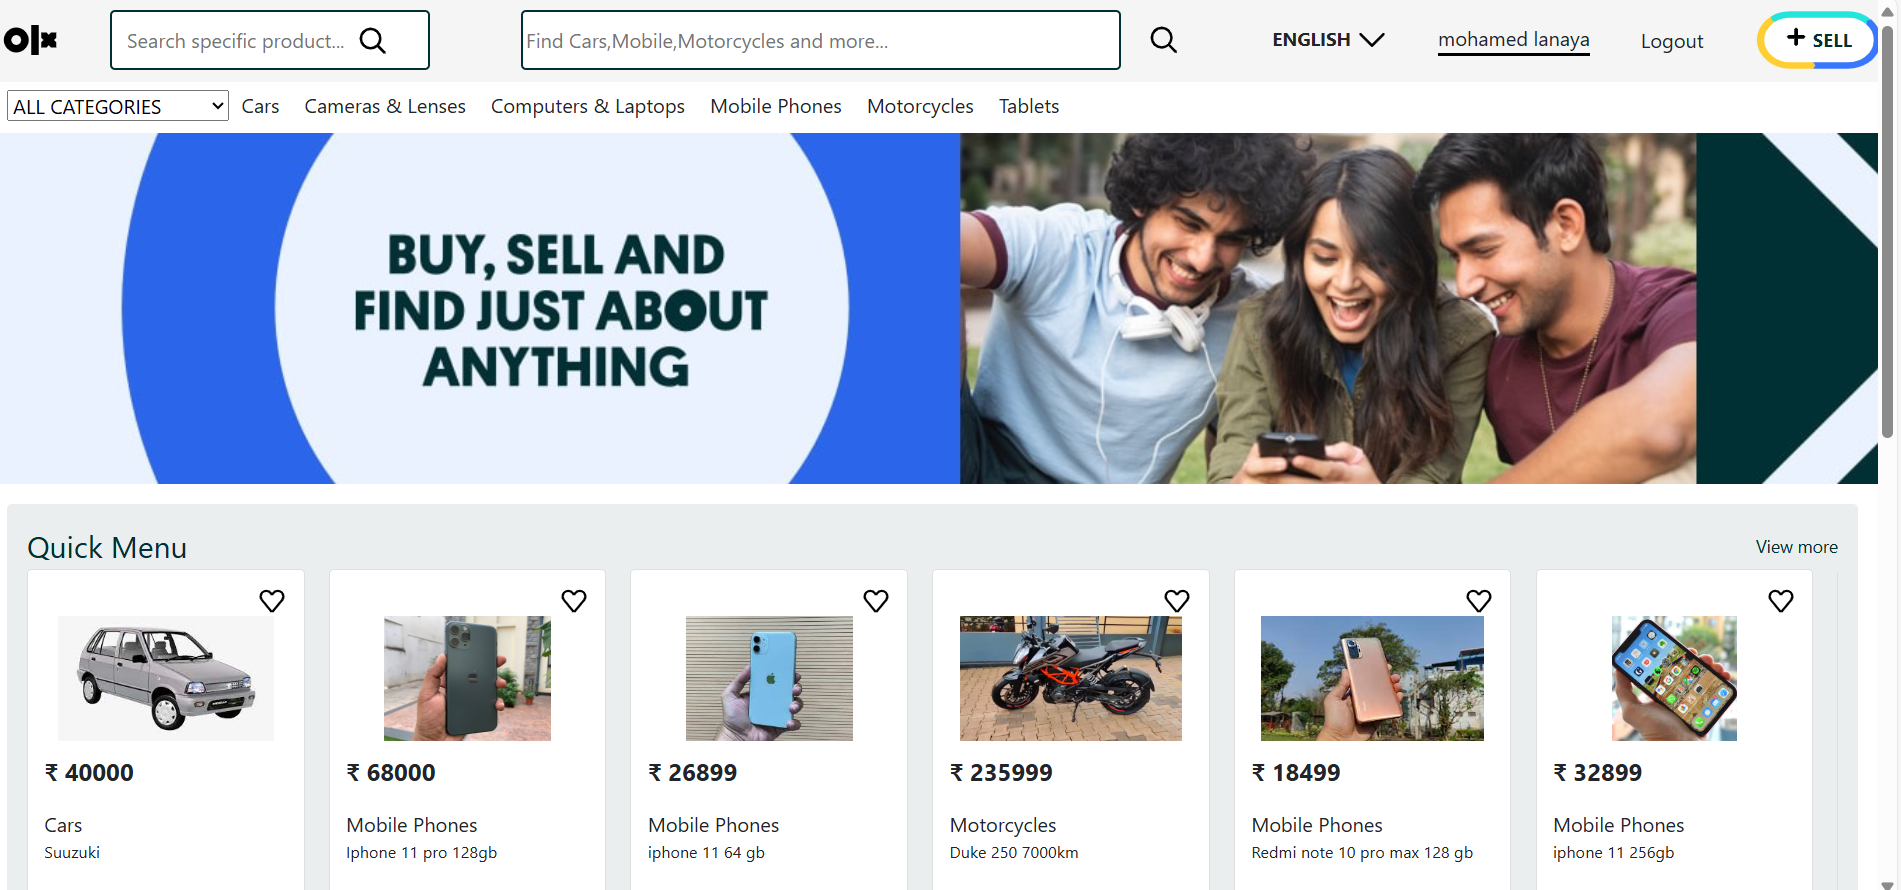 olx
Search specific product...
Find Cars,Mobile,Motorcycles and more...
ENGLISH
mohamed lanaya
Logout
+ SELL
ALL CATEGORIES
Cars
Cameras & Lenses
Computers & Laptops
Mobile Phones
Motorcycles
Tablets
BUY, SELL AND
FIND JUST ABOUT
ANYTHING
Quick Menu
View more
₹ 40000
Cars
Suuzuki
₹ 68000
Mobile Phones
Iphone 11 pro 128gb
₹ 26899
Mobile Phones
iphone 11 64 gb
₹ 235999
Motorcycles
Duke 250 7000km
₹ 18499
Mobile Phones
Redmi note 10 pro max 128 gb
₹ 32899
Mobile Phones
iphone 11 256gb